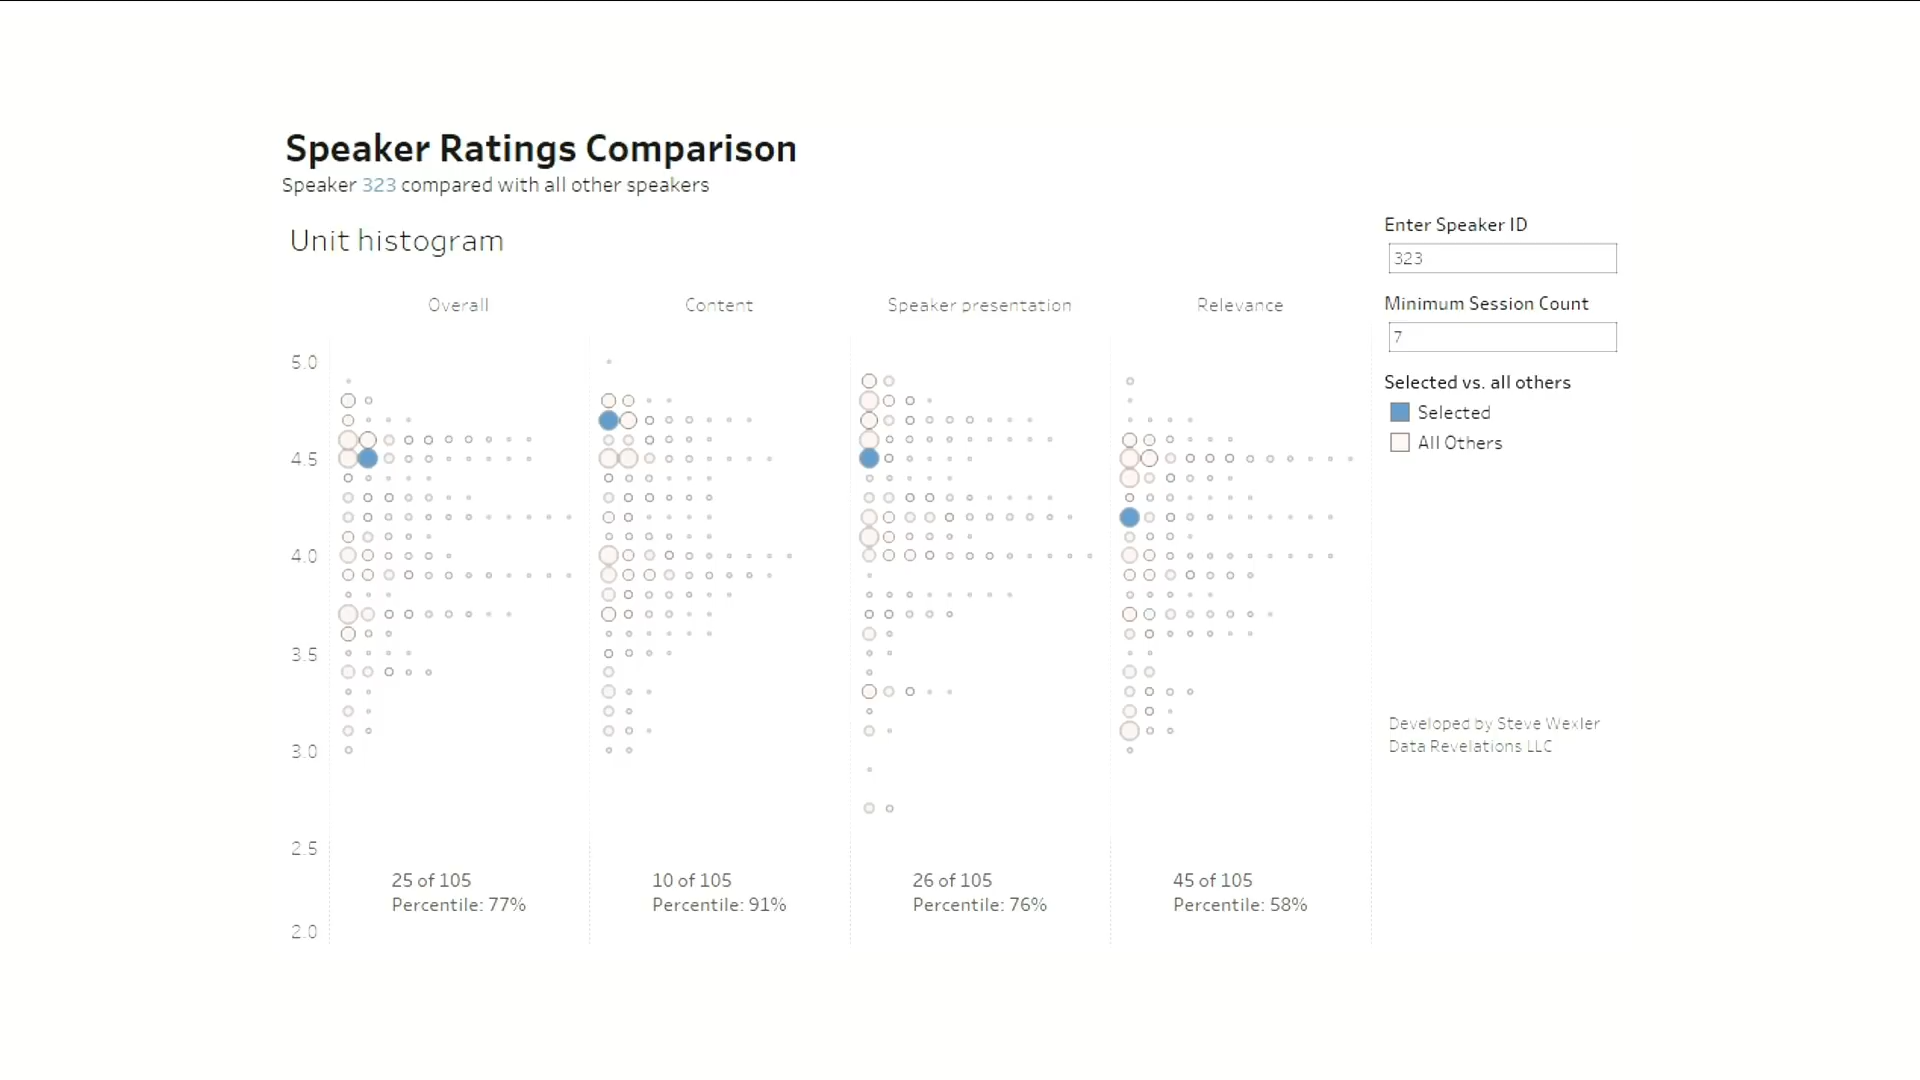 Speaker Ratings Comparison
Speaker 323 compared with all other speakers
Unit histogram
Enter Speaker ID
323
Minimum Session Count
7
Selected vs. all others
Selected
All Others
Overall Content Speaker presentation Relevance
5.0
4.5
4.0
3.5
3.0
2.5
2.0
25 of 105
Percentile: 77%
10 of 105
Percentile: 91%
26 of 105
Percentile: 76%
45 of 105
Percentile: 58%
Developed by Steve Wexler
Data Revelations LLC